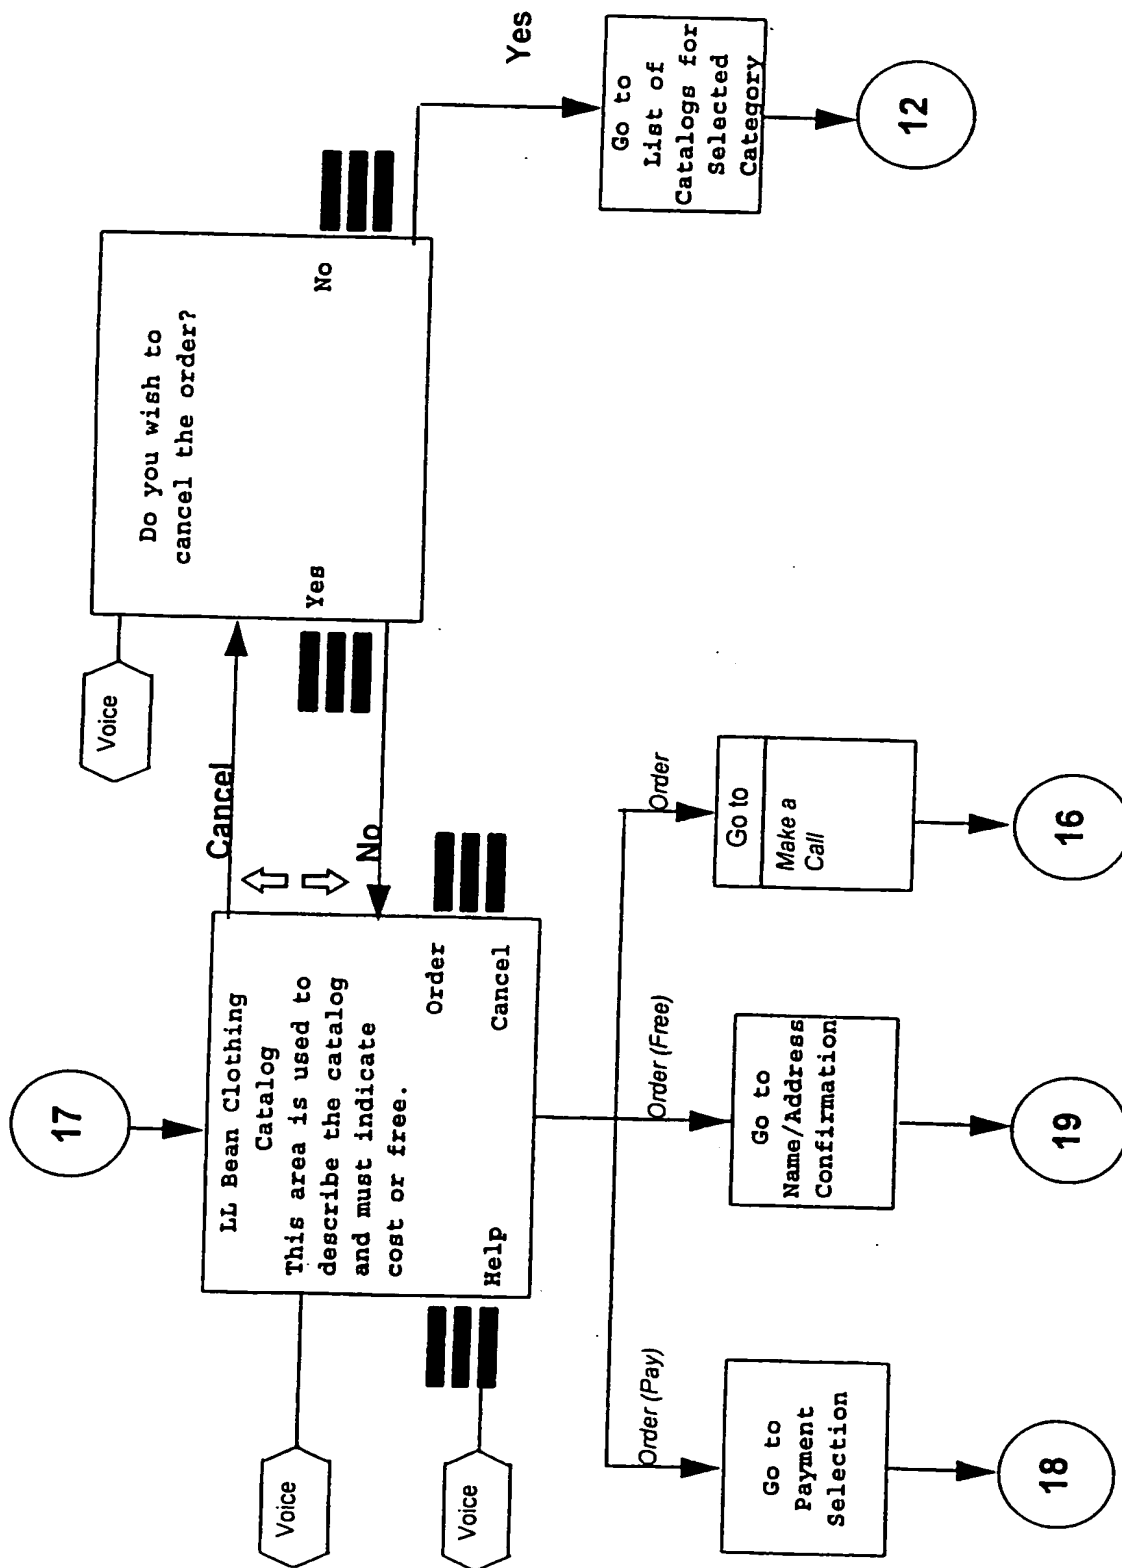 17
LL Bean Clothing
Catalog
This area is used to
describe the catalog
and must indicate
cost or free.
Order
Help
Cancel
Voice
Voice
Cancel
No
Voice
Do you wish to
cancel the order?
Yes
No
Yes
Go to
List of
Catalogs for
Selected
Category
12
Order (Pay)
Go to
Payment
Selection
18
Order (Free)
Go to
Name/Address
Confirmation
19
Order
Go to
Make a
Call
16